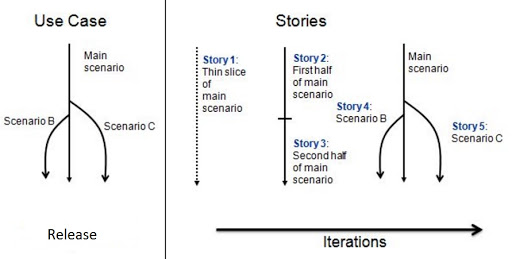 Use Case
Main
scenario
Scenario B
Scenario C
Release
Stories
Story 1:
Thin slice
of
main
scenario
Story 2:
First half
of main
scenario
Story 3:
Second half
of main
scenario
Main
scenario
Story 4:
Scenario B
Story 5:
Scenario C
Iterations